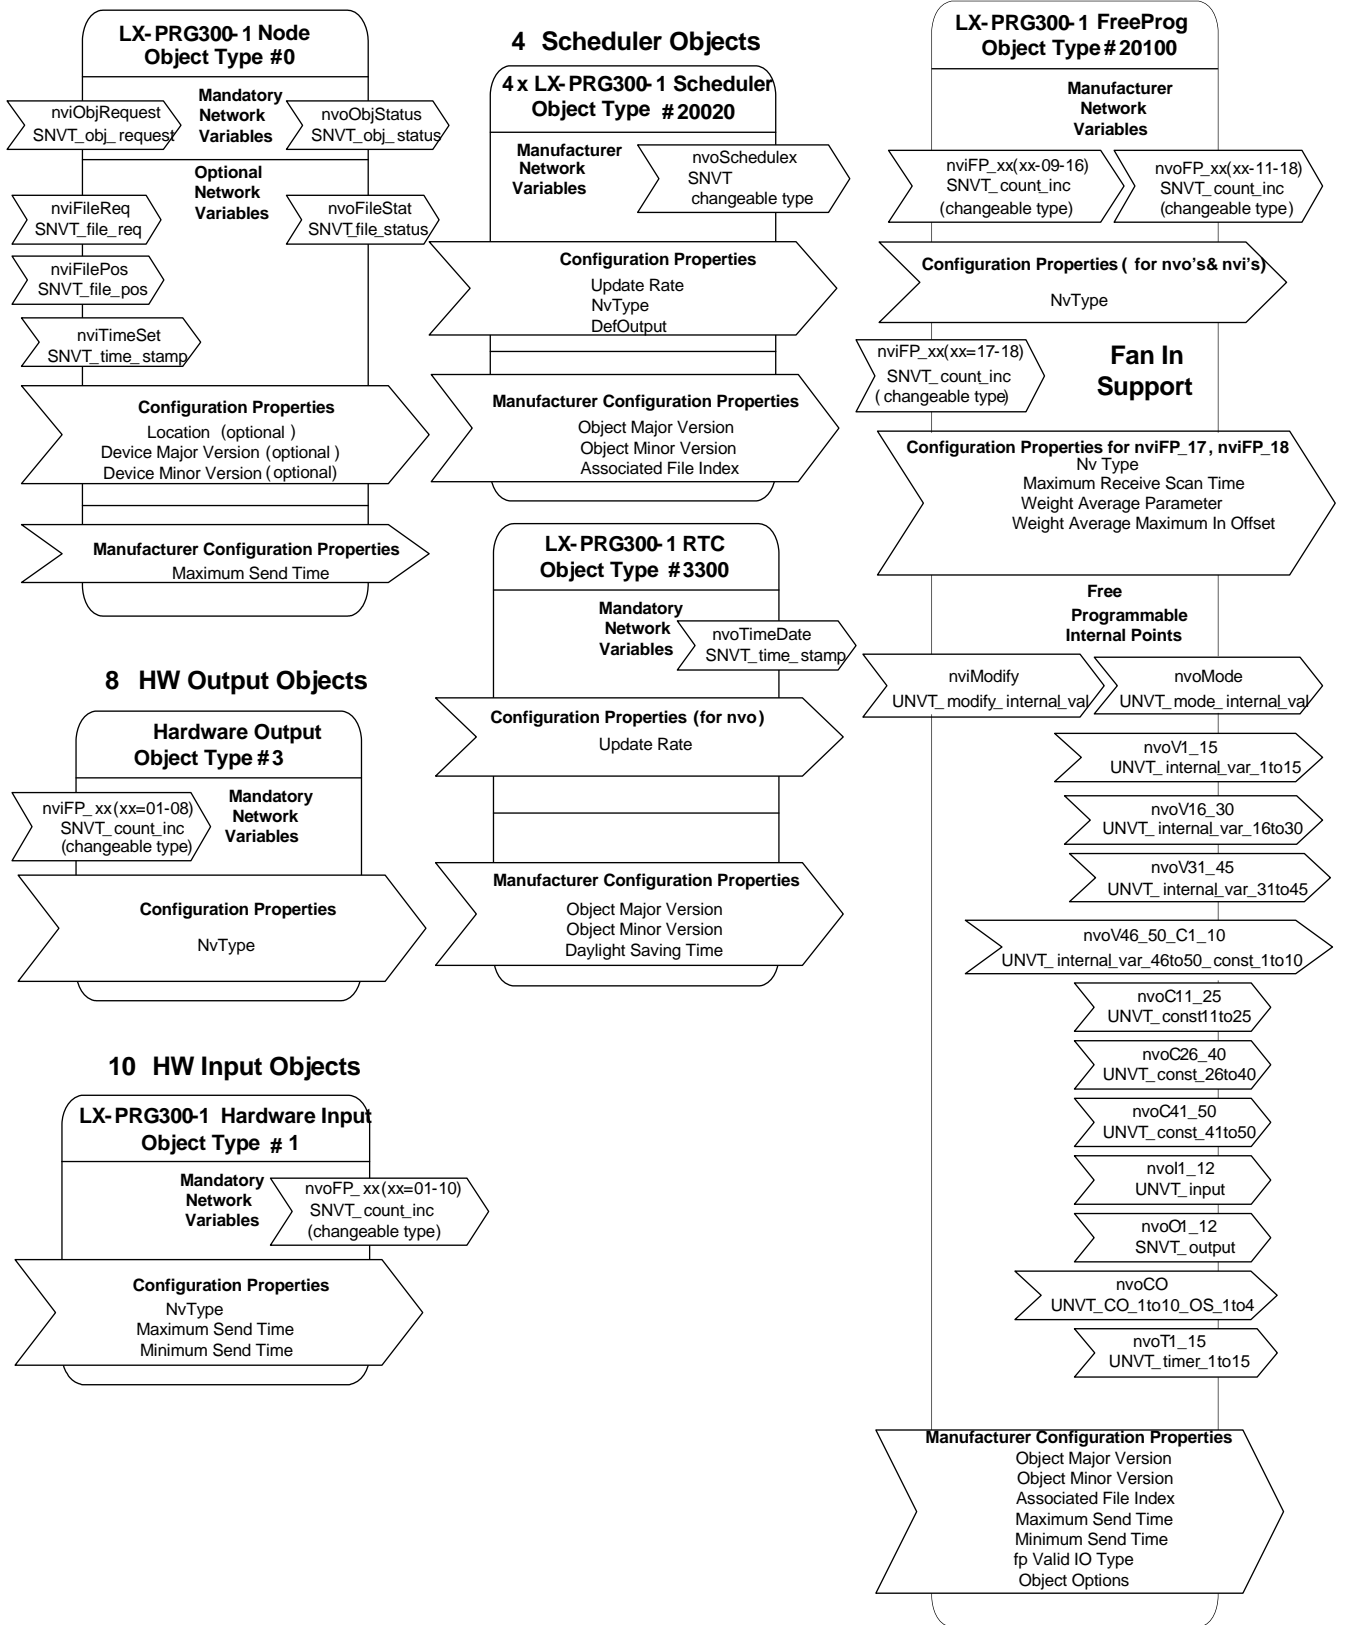 LX-PRG300-1 Node
Object Type #0
Mandatory
Network
Variables
nviObjRequest
SNVT_obj_request
nvoObjStatus
SNVT_obj_status
Optional
Network
Variables
nviFileReq
SNVT_file_req
nvoFileStat
SNVT_file_status
nviFilePos
SNVT_file_pos
nviTimeSet
SNVT_time_stamp
Configuration Properties
Location (optional )
Device Major Version (optional )
Device Minor Version (optional)
Manufacturer Configuration Properties
Maximum Send Time
8 HW Output Objects
Hardware Output
Object Type #3
nviFP_xx(xx=01-08)
SNVT_count_inc
(changeable type)
Mandatory
Network
Variables
Configuration Properties
NvType
10 HW Input Objects
LX-PRG300-1 Hardware Input
Object Type # 1
Mandatory
Network
Variables
nvoFP_xx(xx=01-10)
SNVT_count_inc
(changeable type)
Configuration Properties
NvType
Maximum Send Time
Minimum Send Time
4 Scheduler Objects
4x LX-PRG300-1 Scheduler
Object Type #20020
Manufacturer
Network
Variables
nvoSchedulex
SNVT
changeable type
Configuration Properties
Update Rate
NvType
DefOutput
Manufacturer Configuration Properties
Object Major Version
Object Minor Version
Associated File Index
LX-PRG300-1 RTC
Object Type #3300
Mandatory
Network
Variables
nvoTimeDate
SNVT_time_stamp
Configuration Properties (for nvo)
Update Rate
Manufacturer Configuration Properties
Object Major Version
Object Minor Version
Daylight Saving Time
LX-PRG300-1 FreeProg
Object Type #20100
Manufacturer
Network
Variables
nviFP_xx(xx-09-16)
SNVT_count_inc
(changeable type)
nvoFP_xx(xx-11-18)
SNVT_count_inc
(changeable type)
Configuration Properties ( for nvo's& nvi's)
NvType
nviFP_xx(xx=17-18)
SNVT_count_inc
( changeable type)
Fan In
Support
Configuration Properties for nviFP_17, nviFP_18
Nv Type
Maximum Receive Scan Time
Weight Average Parameter
Weight Average Maximum In Offset
Free
Programmable
Internal Points
nviModify
UNVT_modify_internal_val
nvoMode
UNVT_mode_internal_val
nvoV1_15
UNVT_internal_var_1to15
nvoV16_30
UNVT_internal_var_16to30
nvoV31_45
UNVT_internal_var_31to45
nvoV46_50_C1_10
UNVT_internal_var_46to50_const_1to10
nvoC11_25
UNVT_const11to25
nvoC26_40
UNVT_const_26to40
nvoC41_50
UNVT_const_41to50
nvoI1_12
UNVT_input
nvoO1_12
SNVT_output
nvoCO
UNVT_CO_1to10_OS_1to4
nvoT1_15
UNVT_timer_1to15
Manufacturer Configuration Properties
Object Major Version
Object Minor Version
Associated File Index
Maximum Send Time
Minimum Send Time
fp Valid IO Type
Object Options